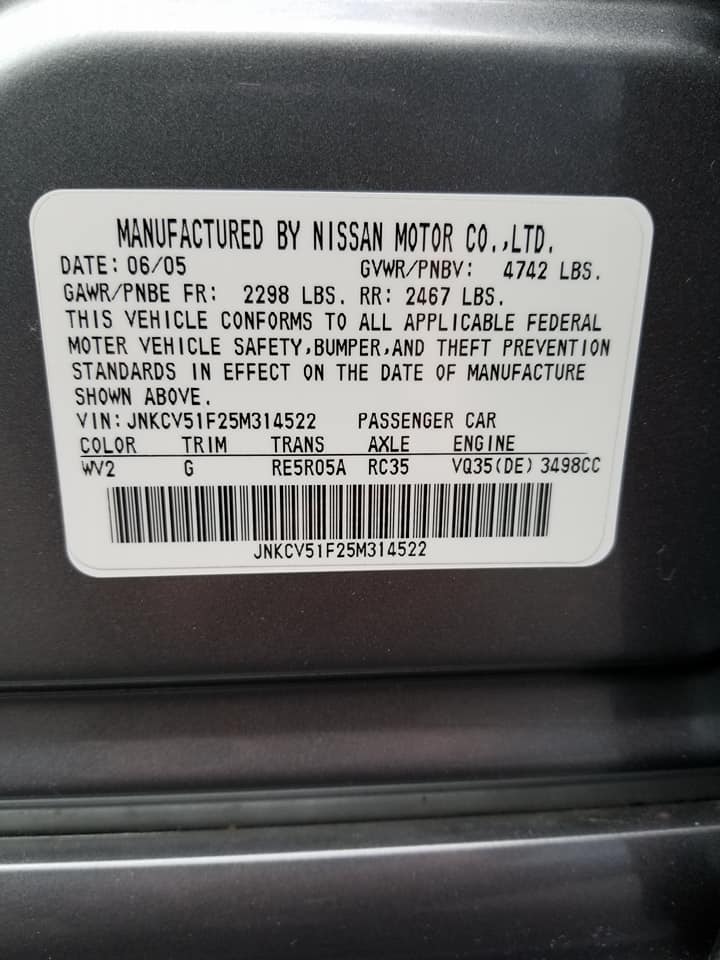 MANUFACTURED BY NISSAN MOTOR CO.,LTD.
DATE: 06/05 GVWR/PNBV: 4742 LBS.
GAWR/PNBE FR: 2298 LBS. RR: 2467 LBS.
THIS VEHICLE CONFORMS TO ALL APPLICABLE FEDERAL
MOTER VEHICLE SAFETY,BUMPER,AND THEFT PREVENTION
STANDARDS IN EFFECT ON THE DATE OF MANUFACTURE
SHOWN ABOVE.
VIN: JNKCV51F25M314522 PASSENGER CAR
COLOR TRIM TRANS AXLE ENGINE
WV2 G RE5R05A RC35 VQ35(DE) 3498CC
JNKCV51F25M314522